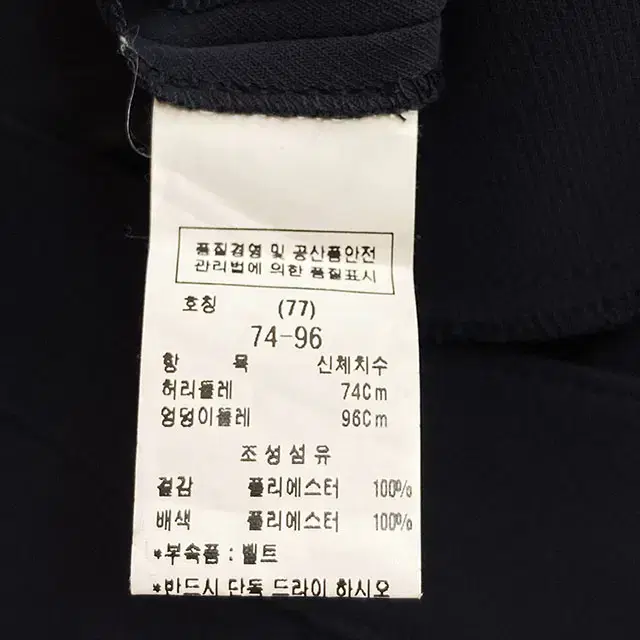 품질경영 및 공산품안전
관리법에 의한 품질표시
호칭 (77)
74-96
항 목 신체치수
허리둘레 74Cm
엉덩이둘레 96Cm
조성섬유
겉감 폴리에스터 100%
배색 폴리에스터 100%
*부속품 : 벨트
*반드시 단독 드라이 하시오